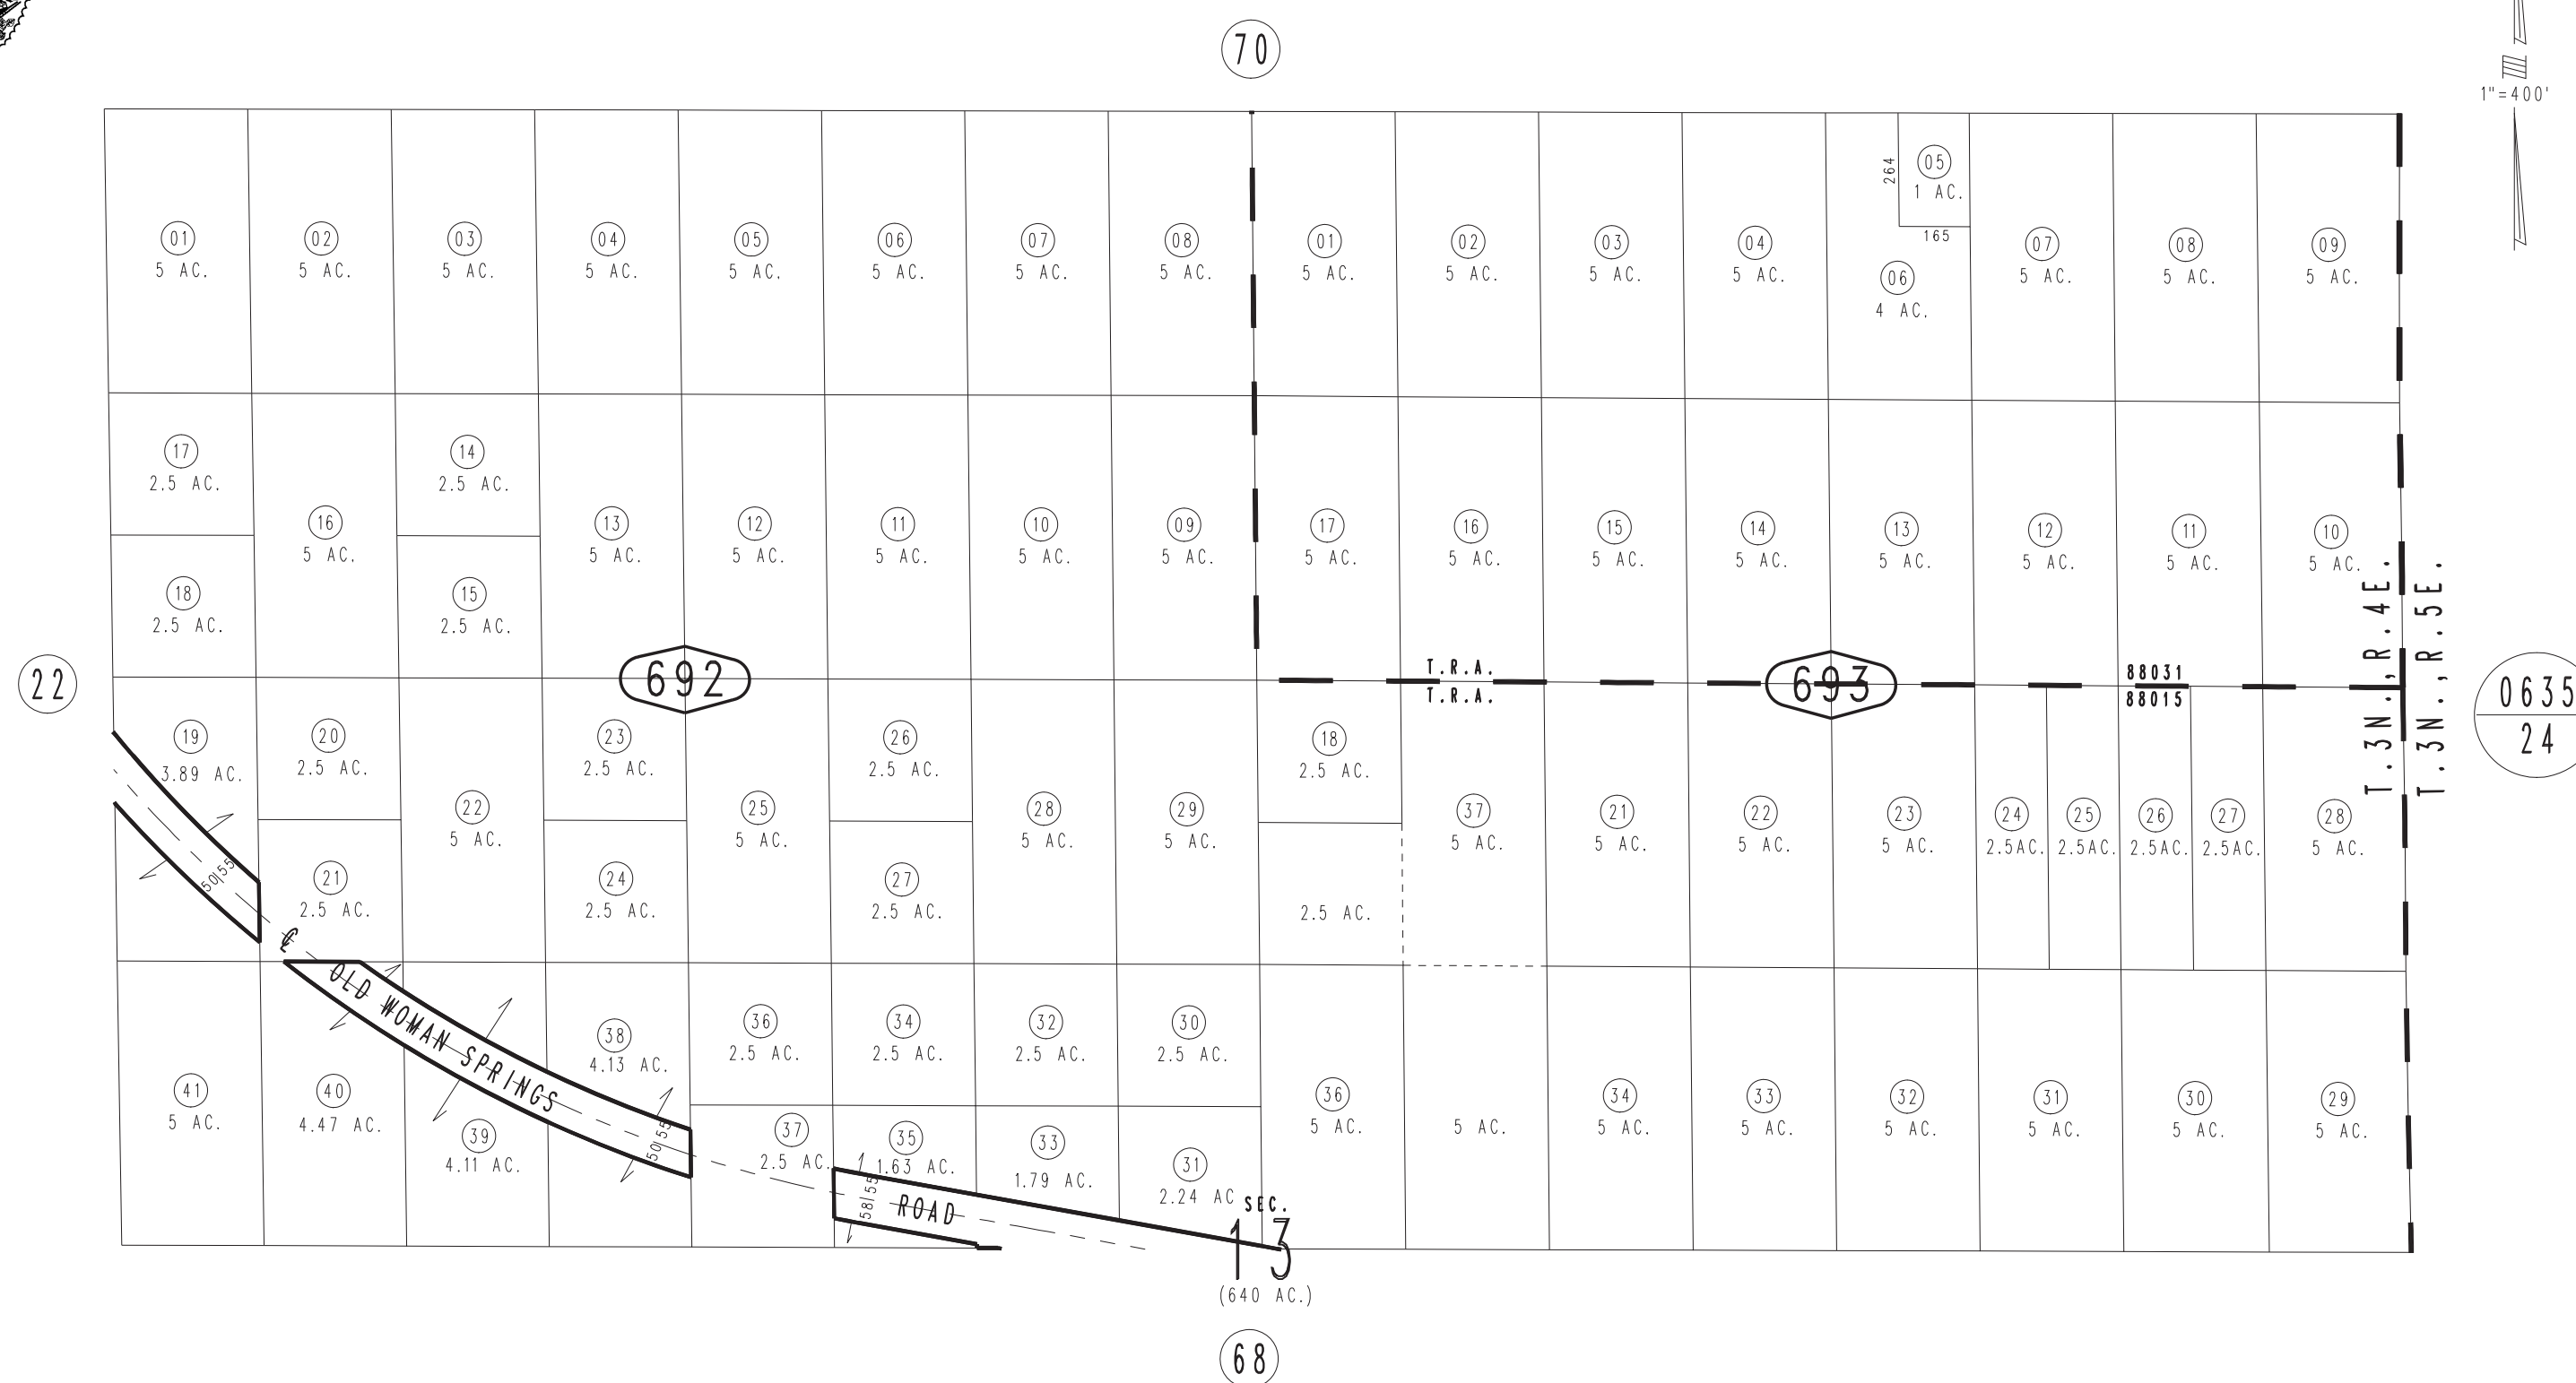 70
1"=400'
01
5 AC.
02
5 AC.
03
5 AC.
04
5 AC.
05
5 AC.
06
5 AC.
07
5 AC.
08
5 AC.
01
5 AC.
02
5 AC.
03
5 AC.
04
5 AC.
264
05
1 AC.
165
06
4 AC.
07
5 AC.
08
5 AC.
09
5 AC.
17
2.5 AC.
18
2.5 AC.
16
5 AC.
14
2.5 AC.
15
2.5 AC.
13
5 AC.
12
5 AC.
11
5 AC.
10
5 AC.
09
5 AC.
17
5 AC.
16
5 AC.
15
5 AC.
14
5 AC.
13
5 AC.
12
5 AC.
11
5 AC.
10
5 AC.
T.3N.,R.4E.
T.3N.,R.5E.
22
692
T.R.A.
T.R.A.
693
88031
88015
0635
24
19
3.89 AC.
20
2.5 AC.
21
2.5 AC.
22
5 AC.
23
2.5 AC.
24
2.5 AC.
25
5 AC.
26
2.5 AC.
27
2.5 AC.
28
5 AC.
29
5 AC.
18
2.5 AC.
2.5 AC.
37
5 AC.
21
5 AC.
22
5 AC.
23
5 AC.
24
2.5AC.
25
2.5AC.
26
2.5AC.
27
2.5AC.
28
5 AC.
50 55
℄
OLD WOMAN SPRINGS
41
5 AC.
40
4.47 AC.
39
4.11 AC.
38
4.13 AC.
50 55
36
2.5 AC.
37
2.5 AC.
34
2.5 AC.
35
1.63 AC.
58 55
ROAD
32
2.5 AC.
33
1.79 AC.
30
2.5 AC.
31
2.24 AC
36
5 AC.
5 AC.
34
5 AC.
33
5 AC.
32
5 AC.
31
5 AC.
30
5 AC.
29
5 AC.
SEC.
13
(640 AC.)
68